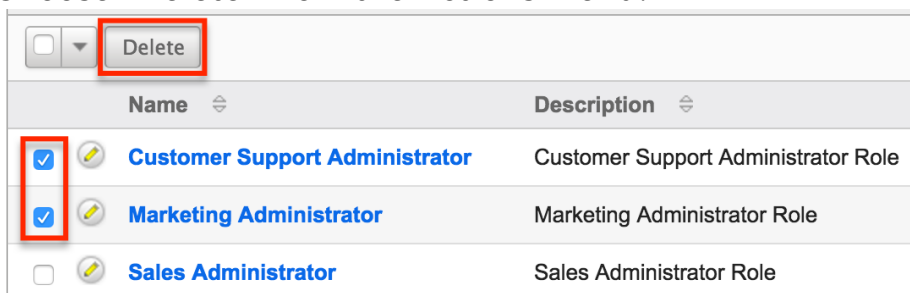 Delete
Name Description
Customer Support Administrator Customer Support Administrator Role
Marketing Administrator Marketing Administrator Role
Sales Administrator Sales Administrator Role